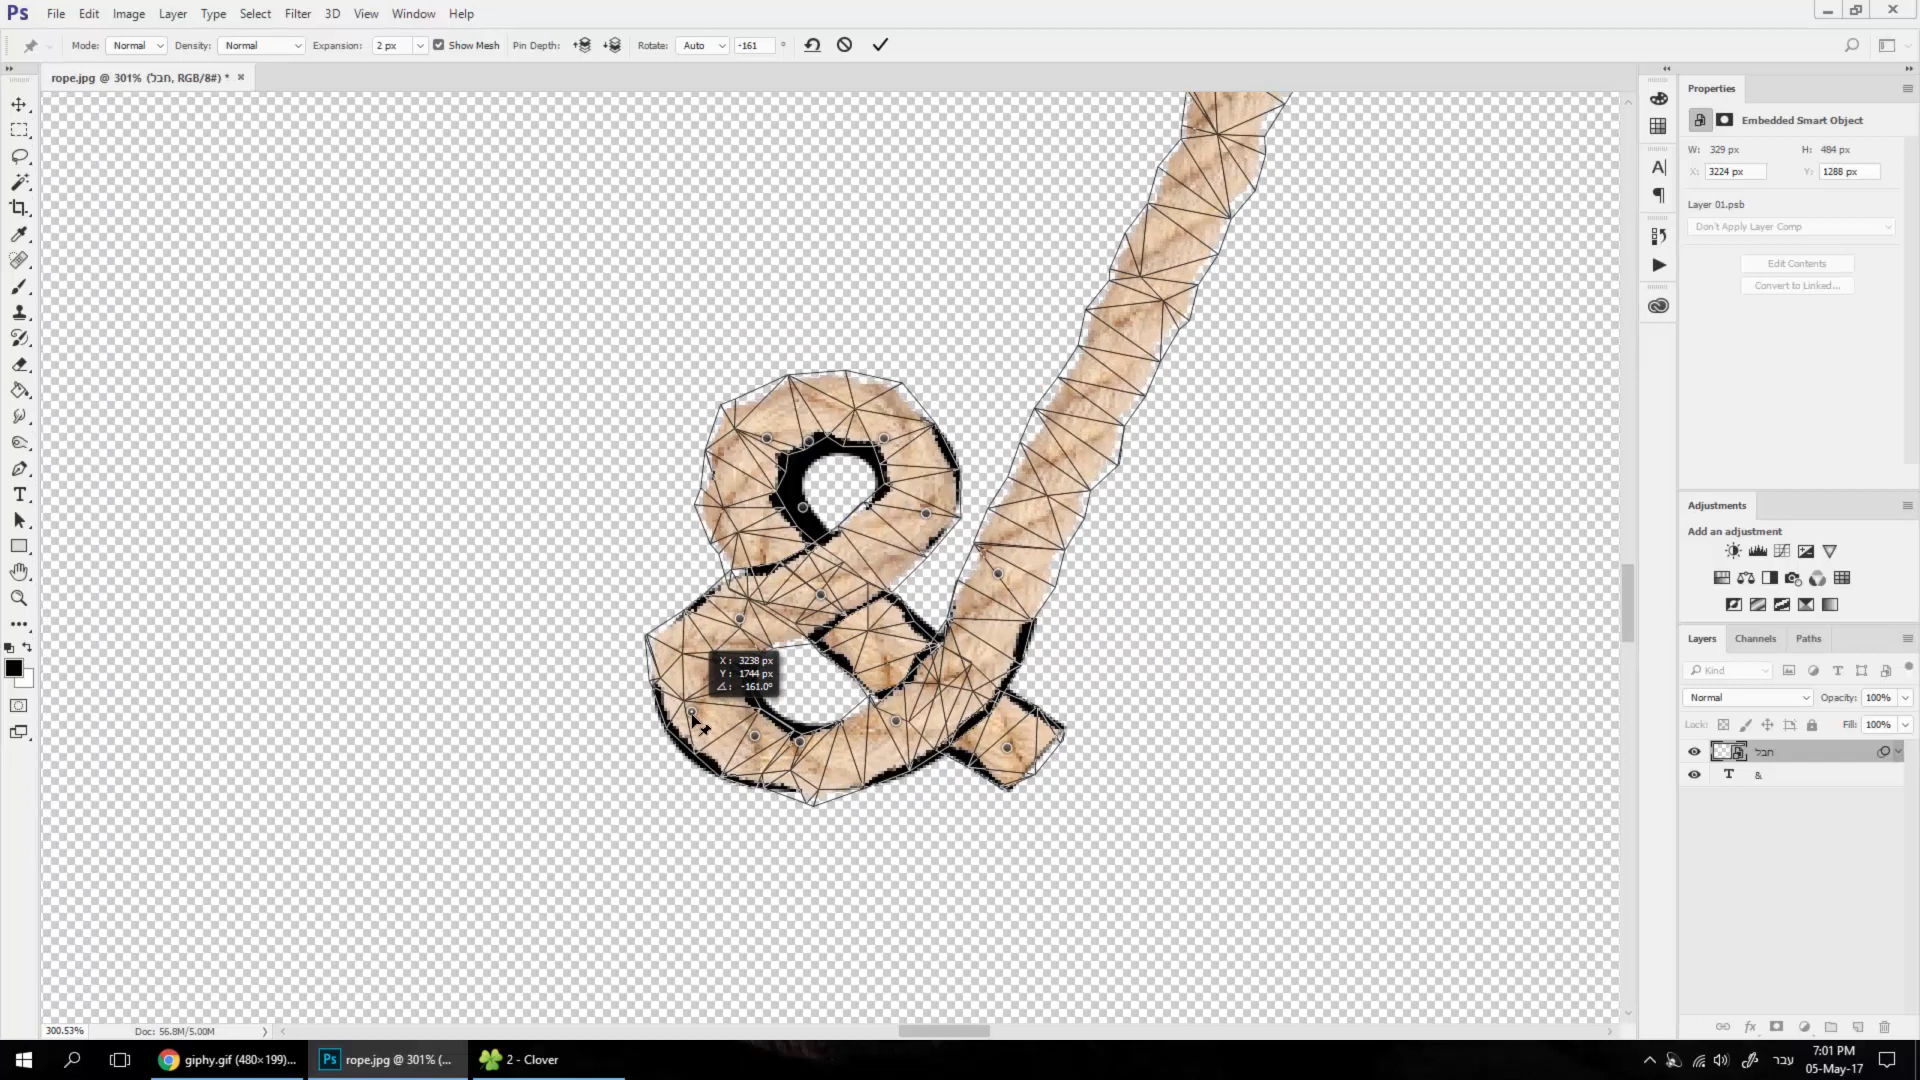 Ps File Edit Image Layer Type Select Filter 3D View Window Help
Mode: Normal Density: Normal Expansion: 2 px Show Mesh Pin Depth: Rotate: Auto -161 °
rope.jpg @ 301% (חבל, RGB/8#) * ×
Properties
Embedded Smart Object
W: 329 px H: 484 px
X: 3224 px Y: 1288 px
Layer 01.psb
Don't Apply Layer Comp
Edit Contents
Convert to Linked...
Adjustments
Add an adjustment
X: 3238 px
Y: 1744 px
-161.0°
Layers Channels Paths
Kind
Normal Opacity: 100%
Lock: Fill: 100%
חבל
T &
300.53% Doc: 56.8M/5.00M
giphy.gif (480×199)... Ps rope.jpg @ 301% (... 2 - Clover
עבר 7:01 PM
05-May-17